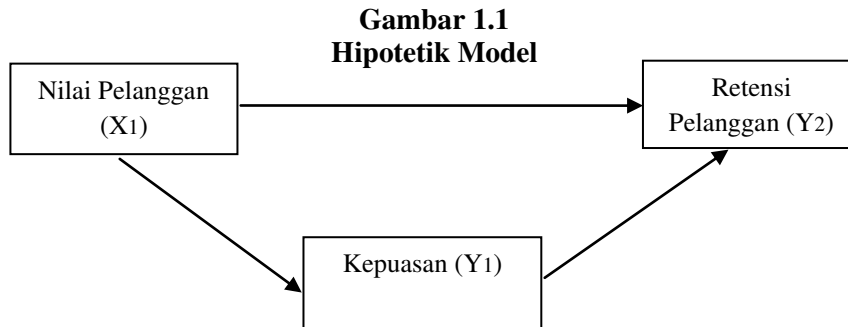 Gambar 1.1
Hipotetik Model
Nilai Pelanggan
(X1)
Retensi
Pelanggan (Y2)
Kepuasan (Y1)